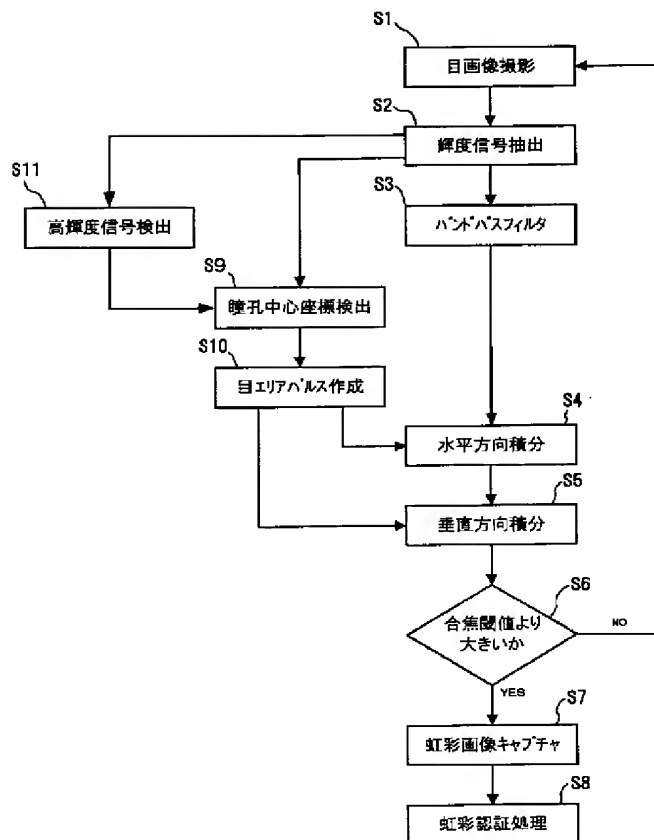 S1
目画像撮影
S2
輝度信号抽出
S11
高輝度信号検出
S3
バンドパスフィルタ
S9
瞳孔中心座標検出
S10
目エリアパルス作成
S4
水平方向積分
S5
垂直方向積分
S6
合焦閾値より
大きいか
NO
YES
S7
虹彩画像キャプチャ
S8
虹彩認証処理